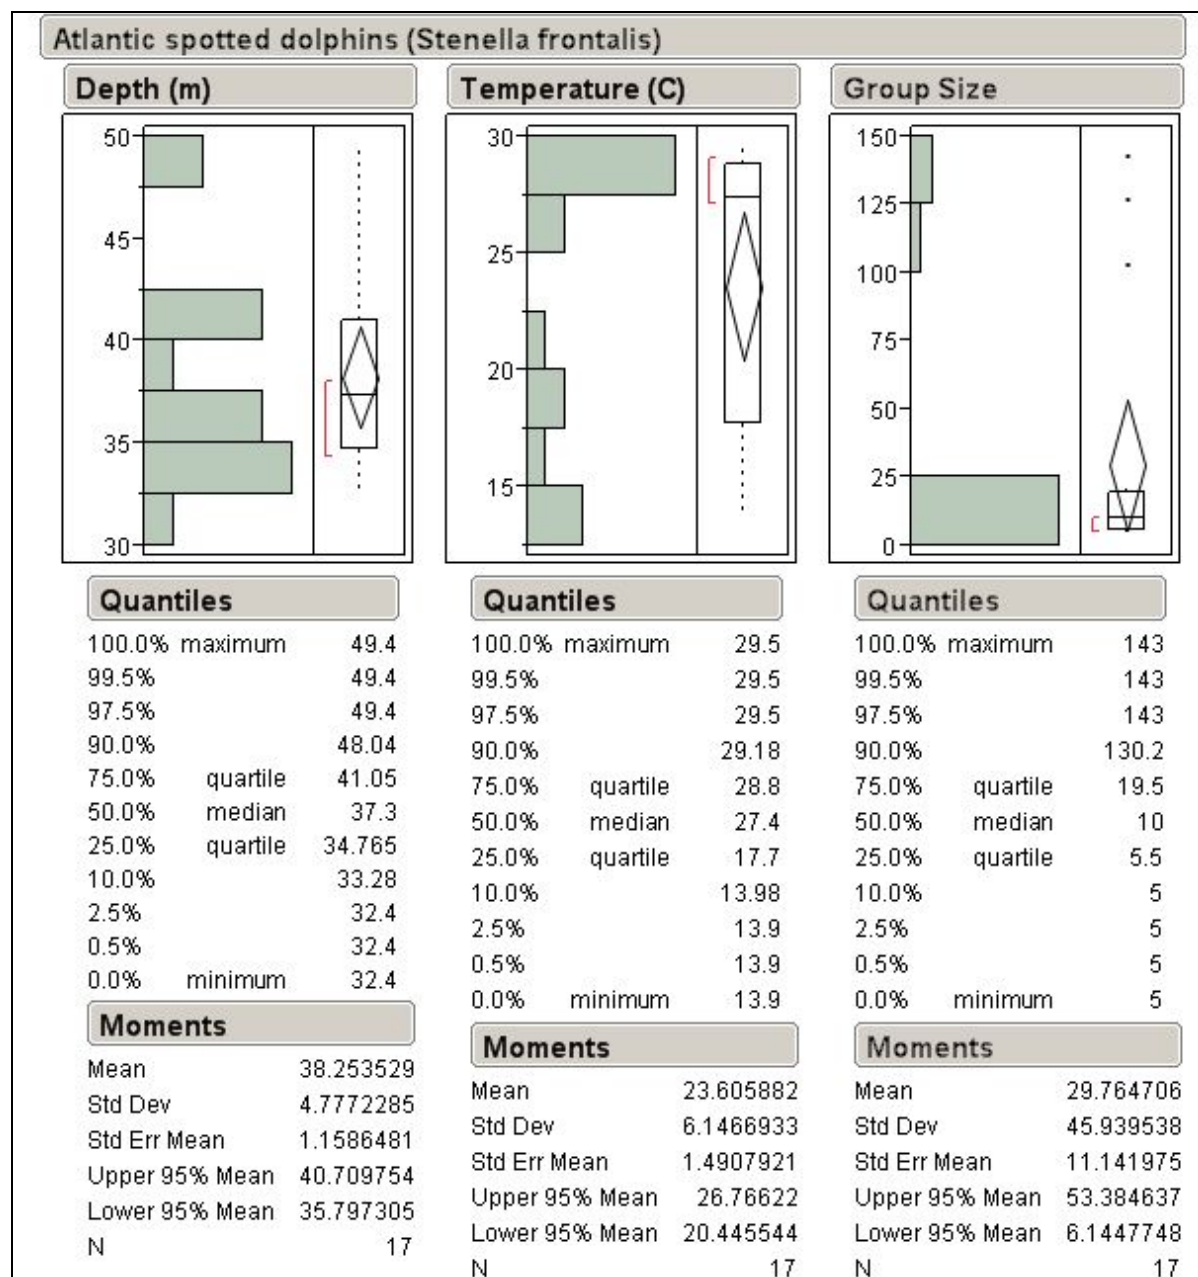 Atlantic spotted dolphins (Stenella frontalis)
Depth (m)
50
45
40
35
30
Quantiles
100.0% maximum 49.4
99.5% 49.4
97.5% 49.4
90.0% 48.04
75.0% quartile 41.05
50.0% median 37.3
25.0% quartile 34.765
10.0% 33.28
2.5% 32.4
0.5% 32.4
0.0% minimum 32.4
Moments
Mean 38.253529
Std Dev 4.7772285
Std Err Mean 1.1586481
Upper 95% Mean 40.709754
Lower 95% Mean 35.797305
N 17
Temperature (C)
30
25
20
15
Quantiles
100.0% maximum 29.5
99.5% 29.5
97.5% 29.5
90.0% 29.18
75.0% quartile 28.8
50.0% median 27.4
25.0% quartile 17.7
10.0% 13.98
2.5% 13.9
0.5% 13.9
0.0% minimum 13.9
Moments
Mean 23.605882
Std Dev 6.1466933
Std Err Mean 1.4907921
Upper 95% Mean 26.76622
Lower 95% Mean 20.445544
N 17
Group Size
150
125
100
75
50
25
0
Quantiles
100.0% maximum 143
99.5% 143
97.5% 143
90.0% 130.2
75.0% quartile 19.5
50.0% median 10
25.0% quartile 5.5
10.0% 5
2.5% 5
0.5% 5
0.0% minimum 5
Moments
Mean 29.764706
Std Dev 45.939538
Std Err Mean 11.141975
Upper 95% Mean 53.384637
Lower 95% Mean 6.1447748
N 17